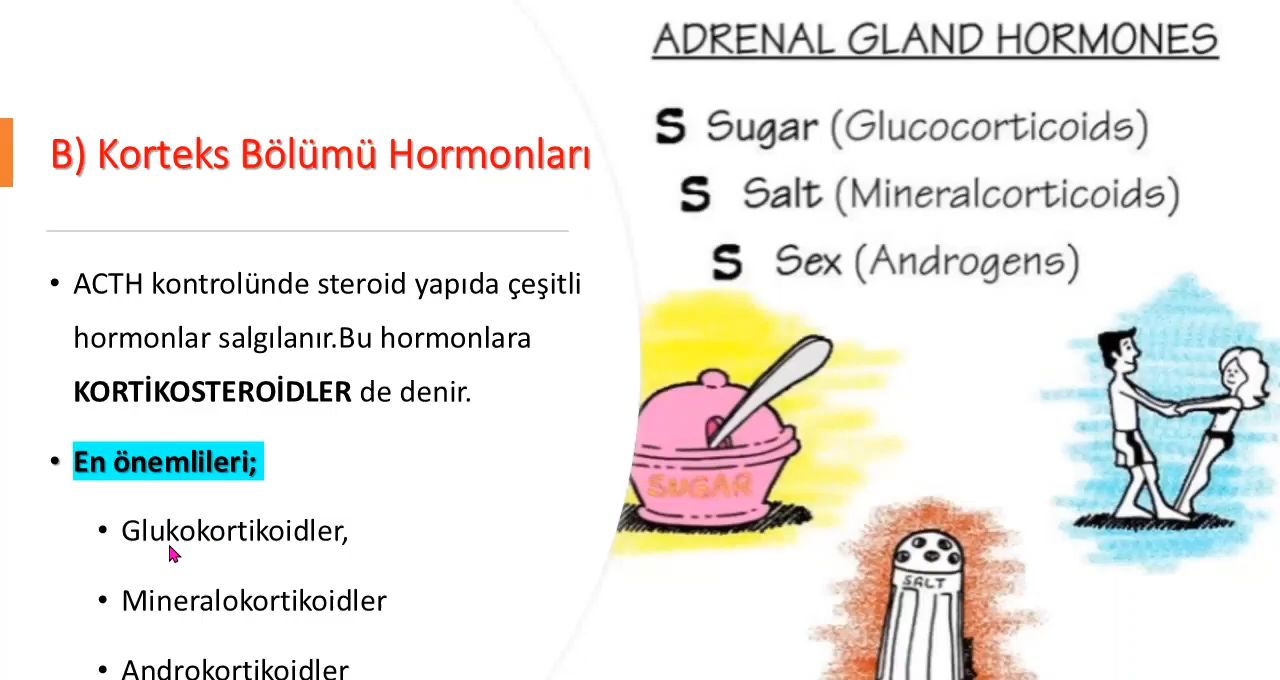 B) Korteks Bölümü Hormonları
• ACTH kontrolünde steroid yapıda çeşitli
hormonlar salgılanır.Bu hormonlara
KORTİKOSTEROİDLER de denir.
• En önemlileri;
• Glukokortikoidler,
• Mineralokortikoidler
• Androkortikoidler
ADRENAL GLAND HORMONES
S Sugar (Glucocorticoids)
S Salt (Mineralcorticoids)
S Sex (Androgens)
SUGAR
SALT